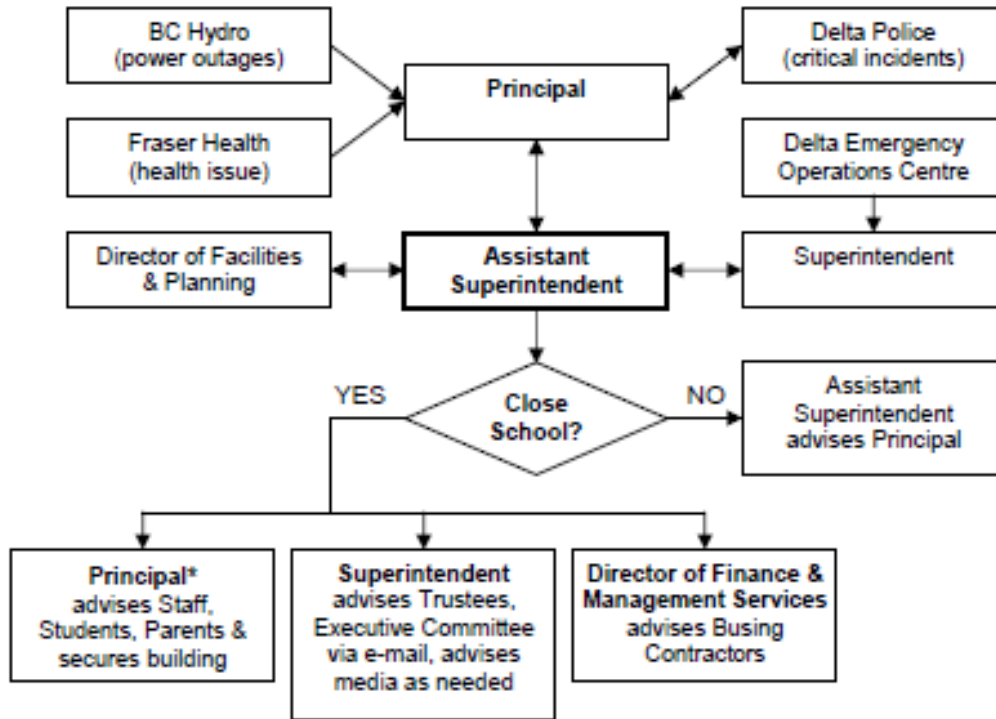 BC Hydro
(power outages)
Principal
Delta Police
(critical incidents)
Fraser Health
(health issue)
Delta Emergency
Operations Centre
Director of Facilities
& Planning
Assistant
Superintendent
Superintendent
YES
Close
School?
NO
Assistant
Superintendent
advises Principal
Principal*
advises Staff,
Students, Parents &
secures building
Superintendent
advises Trustees,
Executive Committee
via e-mail, advises
media as needed
Director of Finance &
Management Services
advises Busing
Contractors